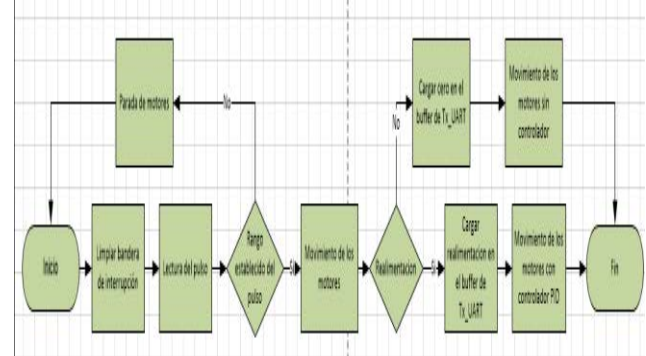 Parada de motores
No
Cargar cero en el
buffer de Tx_UART
Movimiento de los
motores sin
controlador
No
Inicio
Limpiar bandera
de interrupción
Lectura del pulso
Rango
establecido del
pulso
Si
Movimiento de los
motores
Realimentacion
Si
Cargar
realimentacion en
el buffer de
Tx_UART
Movimiento de los
motores con
controlador PID
Fin